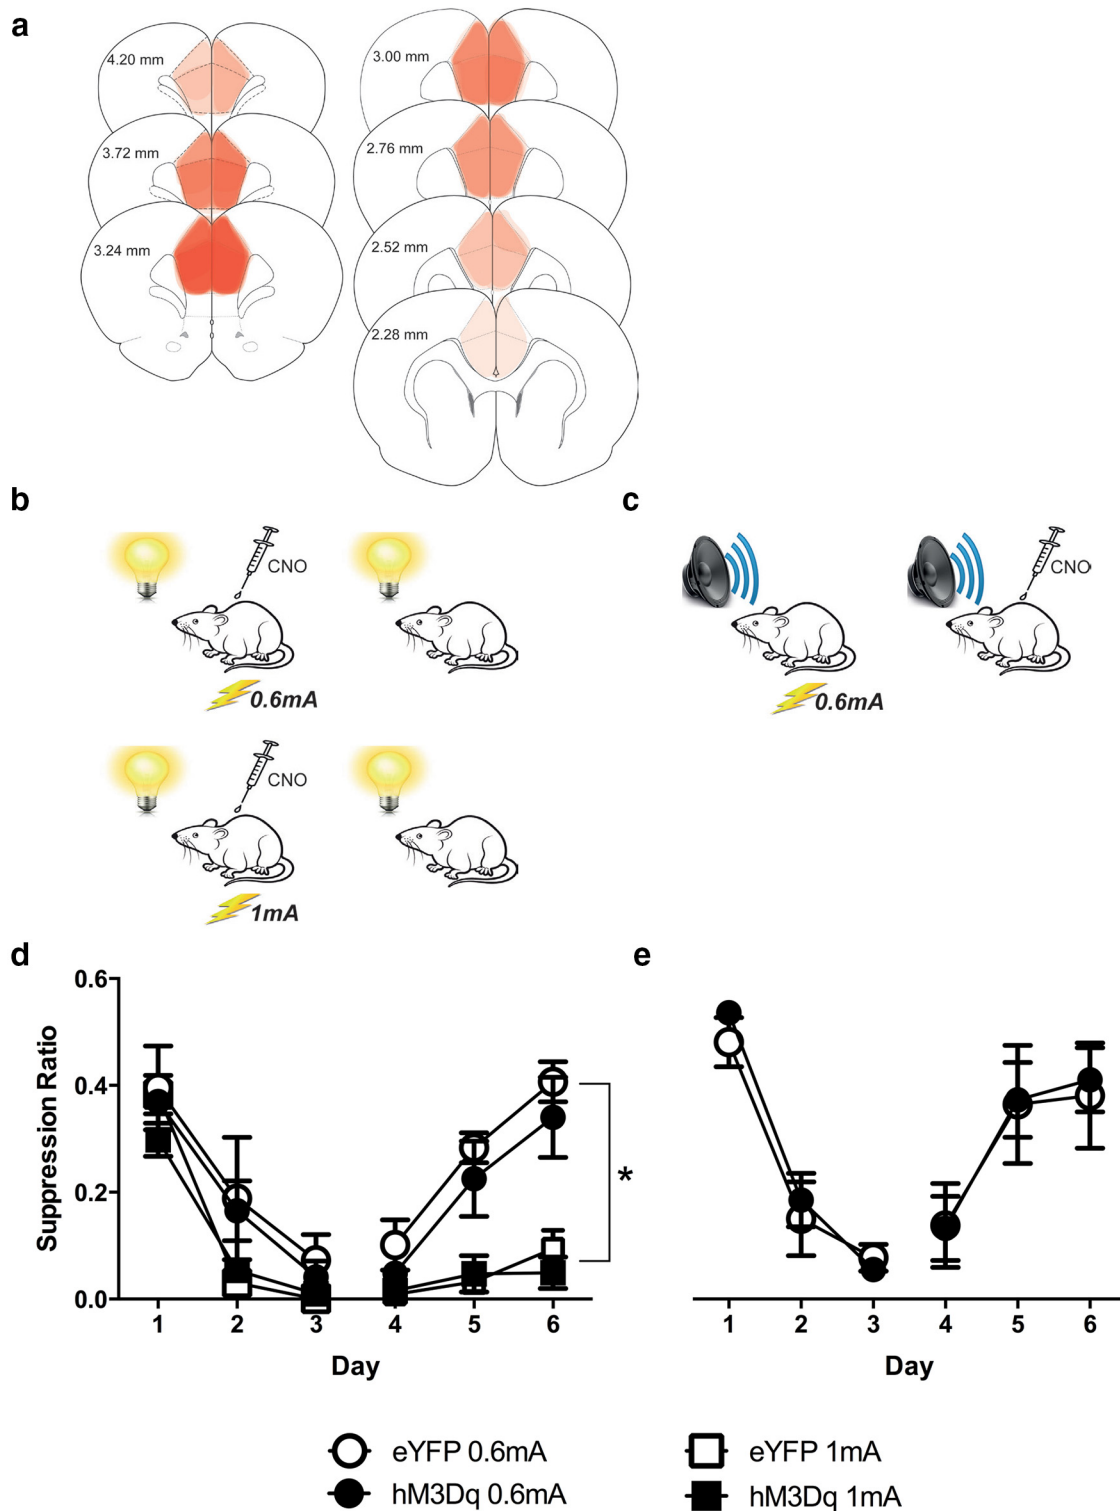 a
4.20 mm
3.72 mm
3.24 mm
3.00 mm
2.76 mm
2.52 mm
2.28 mm
b
CNO
0.6mA
CNO
1mA
c
CNO
0.6mA
d
Suppression Ratio
0.6
0.4
0.2
0.0
1 2 3 4 5 6
Day
*
e
1 2 3 4 5 6
Day
eYFP 0.6mA
hM3Dq 0.6mA
eYFP 1mA
hM3Dq 1mA